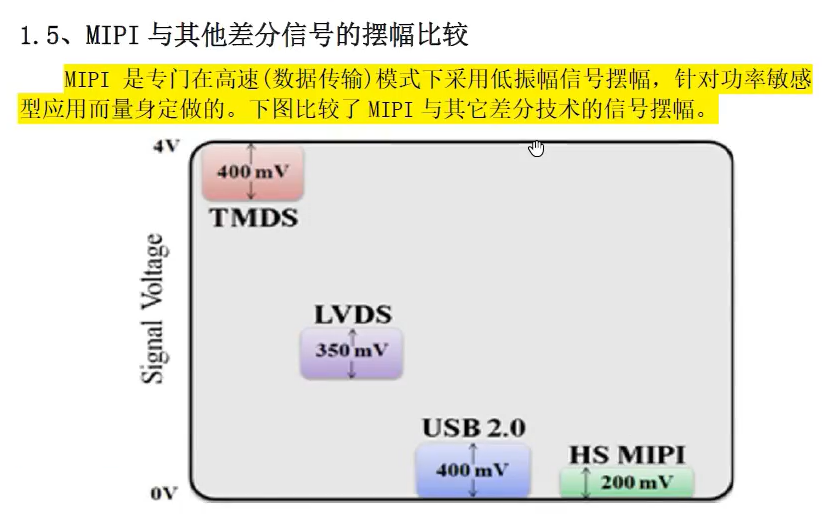 1.5、MIPI 与其他差分信号的摆幅比较
MIPI 是专门在高速(数据传输)模式下采用低振幅信号摆幅，针对功率敏感
型应用而量身定做的。下图比较了 MIPI 与其它差分技术的信号摆幅。
4V
400 mV
TMDS
Signal Voltage
LVDS
350 mV
USB 2.0
400 mV
HS MIPI
200 mV
0V